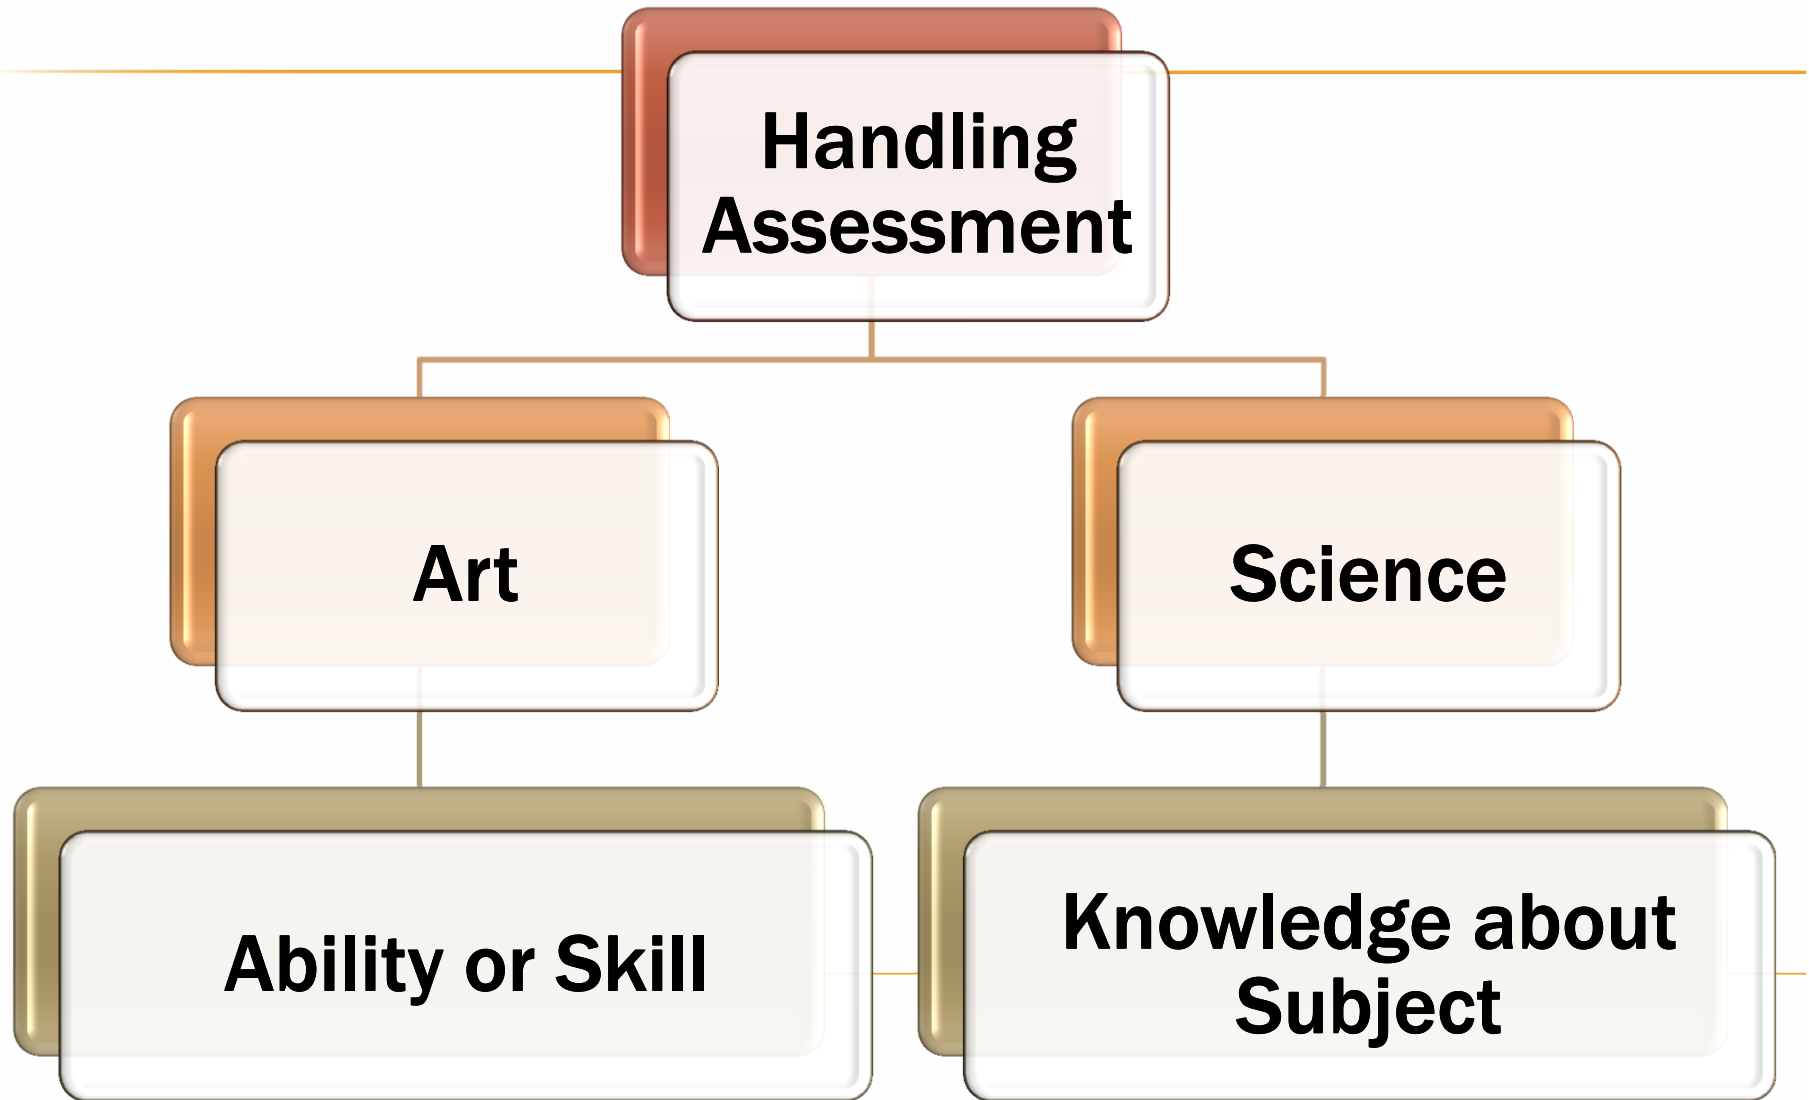 Handling
Assessment
Art
Science
Ability or Skill
Knowledge about
Subject